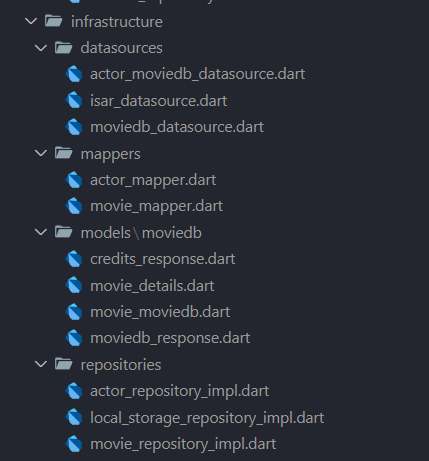 infrastructure
datasources
actor_moviedb_datasource.dart
isar_datasource.dart
moviedb_datasource.dart
mappers
actor_mapper.dart
movie_mapper.dart
models\moviedb
credits_response.dart
movie_details.dart
movie_moviedb.dart
moviedb_response.dart
repositories
actor_repository_impl.dart
local_storage_repository_impl.dart
movie_repository_impl.dart